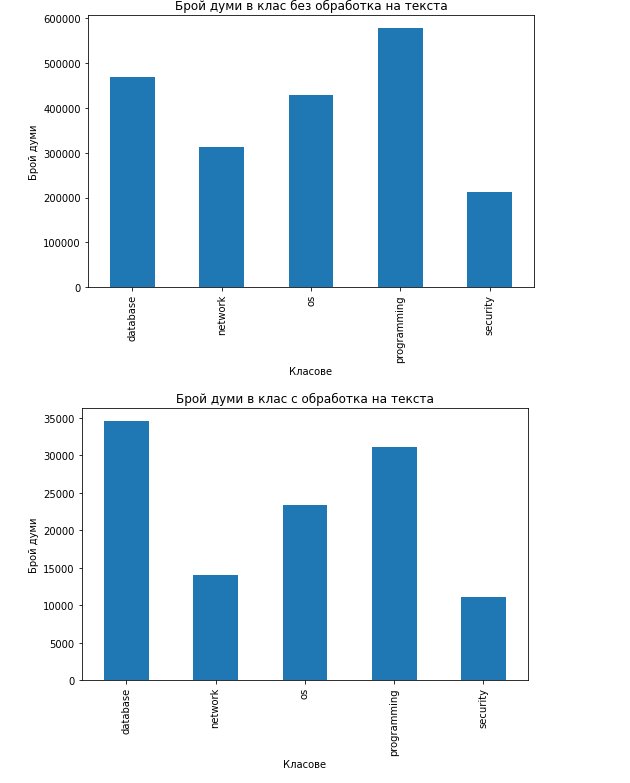 Брой думи в клас без обработка на текста
600000
500000
400000
300000
200000
100000
0
Брой думи
database
network
os
programming
security
Класове
Брой думи в клас с обработка на текста
35000
30000
25000
20000
15000
10000
5000
0
Брой думи
database
network
os
programming
security
Класове